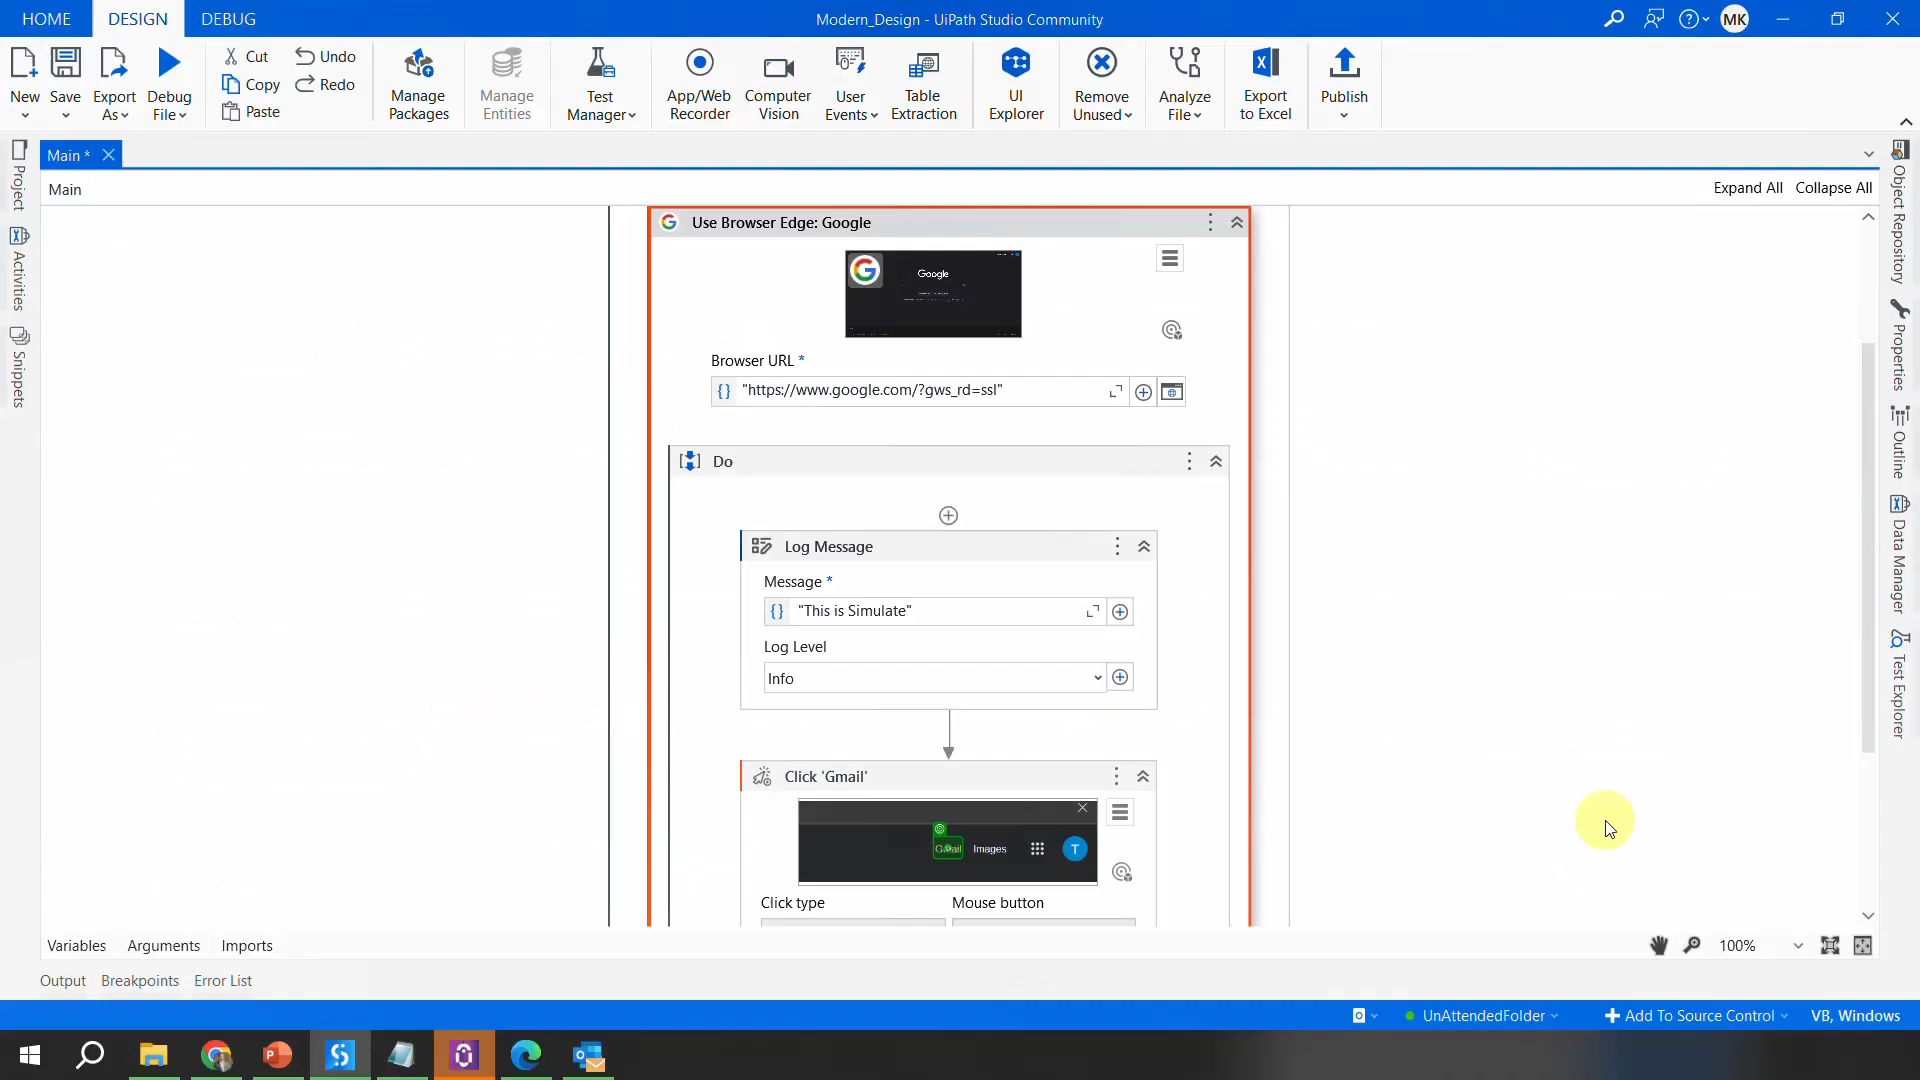 HOME DESIGN DEBUG
Modern_Design - UiPath Studio Community
MK
New
Save
Export As
Debug File
Cut
Copy
Paste
Undo
Redo
Manage Packages
Manage Entities
Test Manager
App/Web Recorder
Computer Vision
User Events
Table Extraction
UI Explorer
Remove Unused
Analyze File
Export to Excel
Publish
Main *
Main
Expand All Collapse All
Project
Activities
Snippets
Use Browser Edge: Google
Google
Browser URL *
"https://www.google.com/?gws_rd=ssl"
Do
Log Message
Message *
"This is Simulate"
Log Level
Info
Click 'Gmail'
Gmail Images T
Click type Mouse button
Object Repository
Properties
Outline
Data Manager
Test Explorer
Variables Arguments Imports
100%
Output Breakpoints Error List
UnAttendedFolder
Add To Source Control
VB, Windows